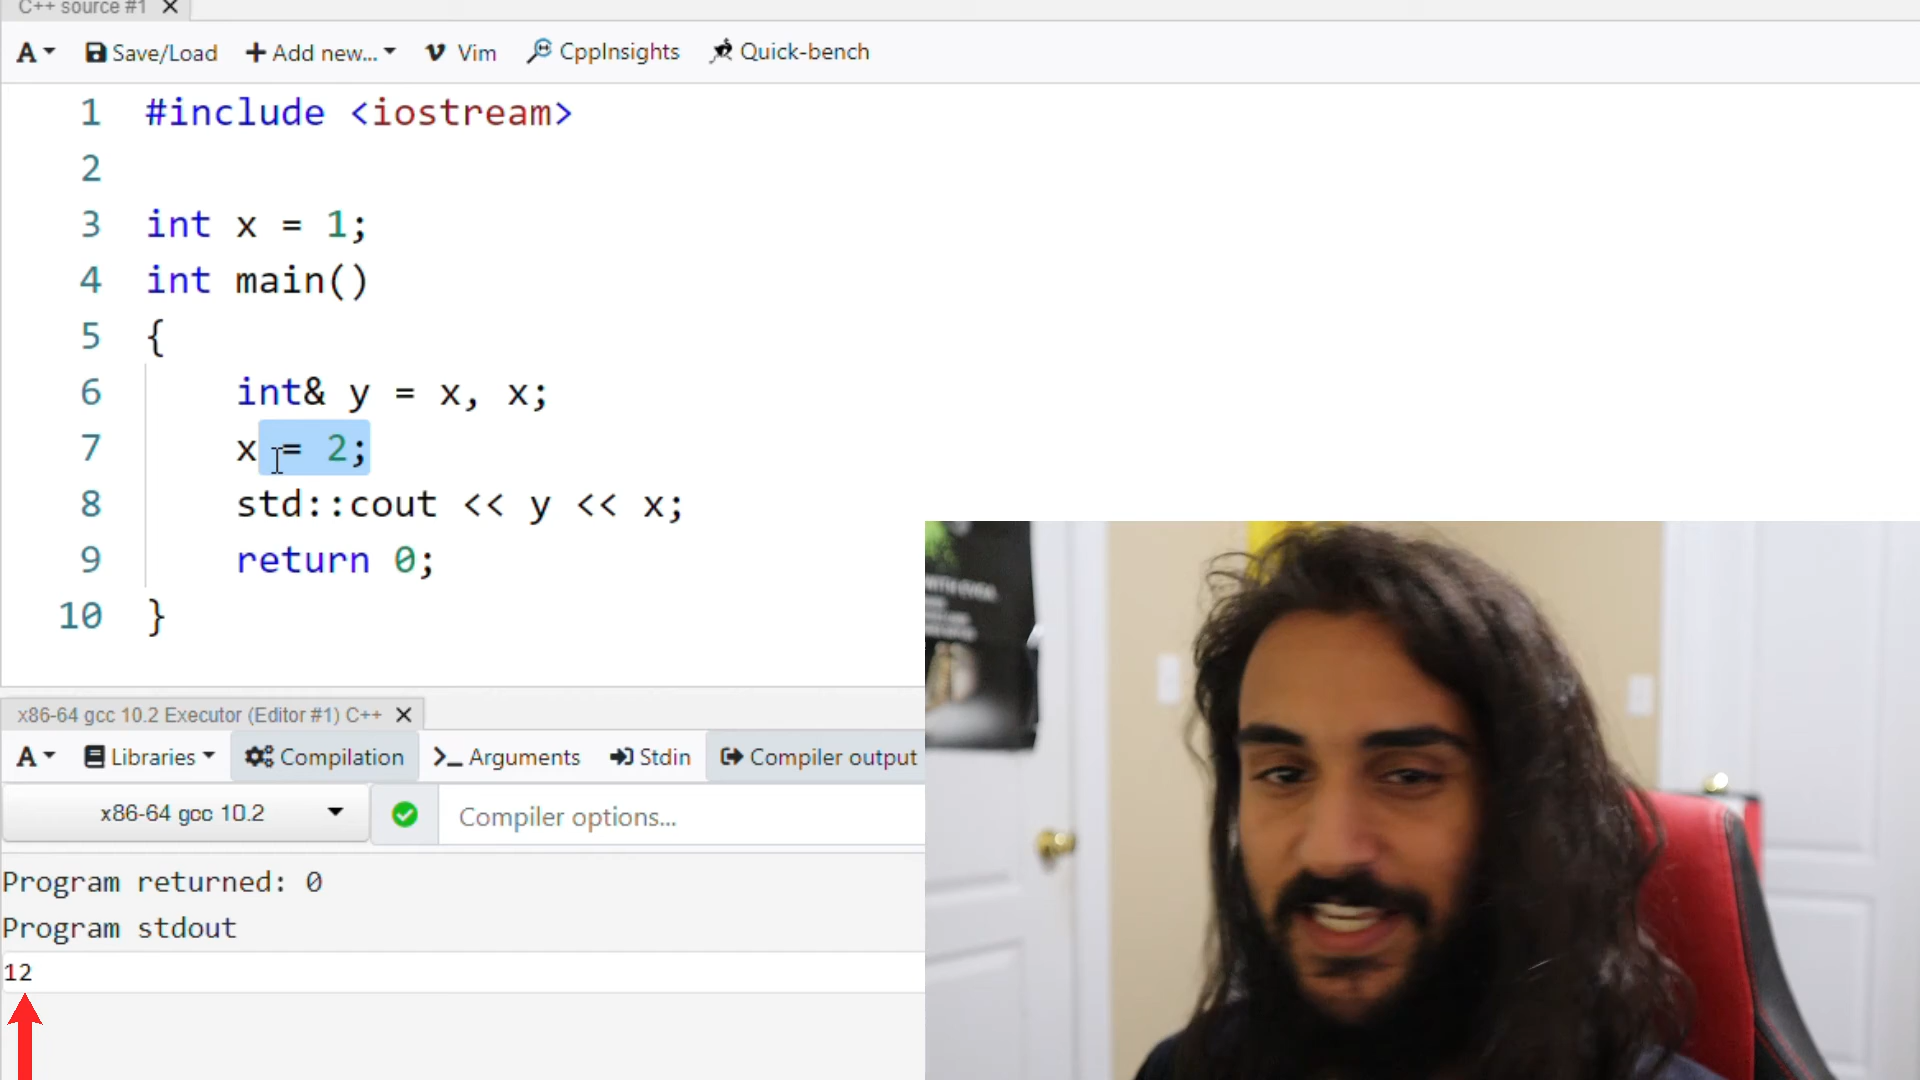 C++ source #1
A Save/Load Add new... Vim CppInsights Quick-bench
1 #include <iostream>
2
3 int x = 1;
4 int main()
5 {
6 int& y = x, x;
7 x = 2;
8 std::cout << y << x;
9 return 0;
10 }
x86-64 gcc 10.2 Executor (Editor #1) C++
A Libraries Compilation Arguments Stdin Compiler output
x86-64 gcc 10.2 Compiler options...
Program returned: 0
Program stdout
12